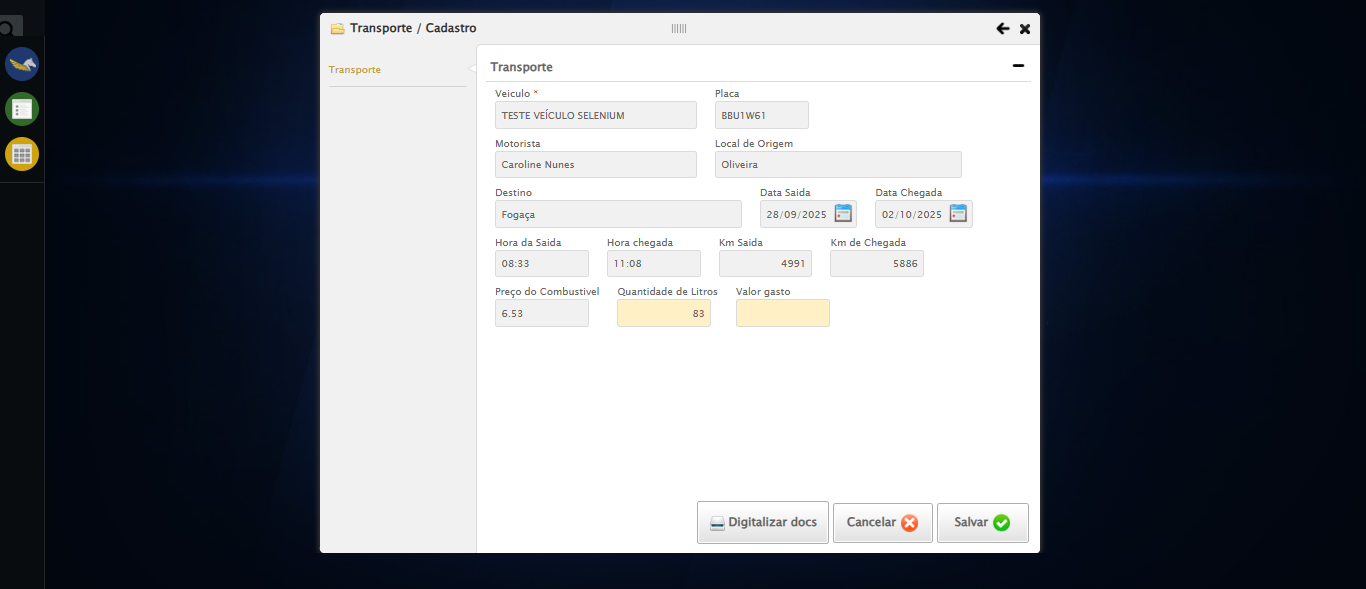 Transporte / Cadastro
Transporte
Transporte
Veiculo *
Placa
TESTE VEÍCULO SELENIUM
BBU1W61
Motorista
Local de Origem
Caroline Nunes
Oliveira
Destino
Data Saida
Data Chegada
Fogaça
28/09/2025
02/10/2025
Hora da Saida
Hora chegada
Km Saida
Km de Chegada
08:33
11:08
4991
5886
Preço do Combustivel
Quantidade de Litros
Valor gasto
6.53
83
Digitalizar docs
Cancelar
Salvar